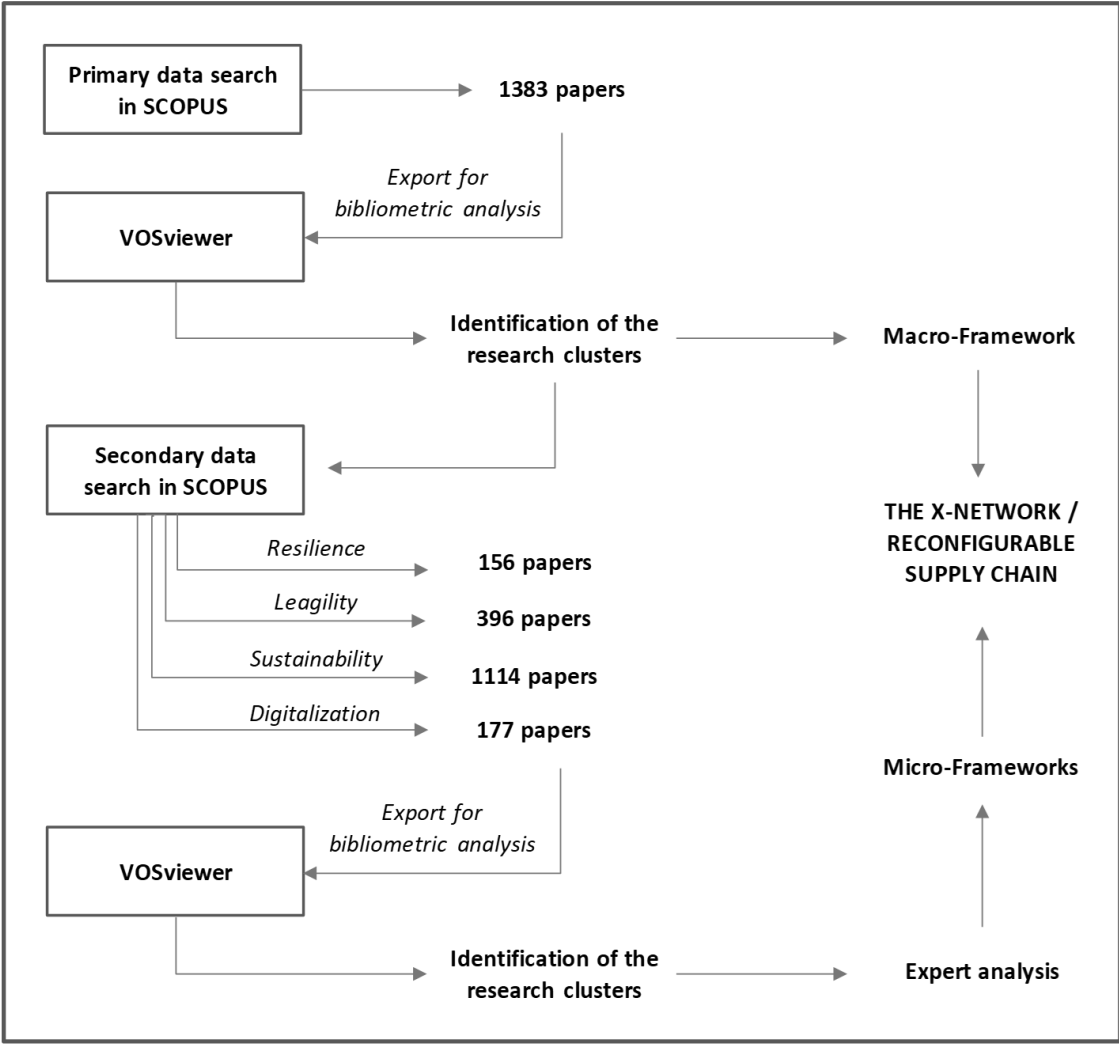 Primary data search
in SCOPUS
1383 papers
Export for
bibliometric analysis
VOSviewer
Identification of the
research clusters
Macro-Framework
Secondary data
search in SCOPUS
THE X-NETWORK /
RECONFIGURABLE
SUPPLY CHAIN
Resilience
156 papers
Leagility
396 papers
Sustainability
1114 papers
Digitalization
177 papers
Micro-Frameworks
Export for
bibliometric analysis
VOSviewer
Identification of the
research clusters
Expert analysis